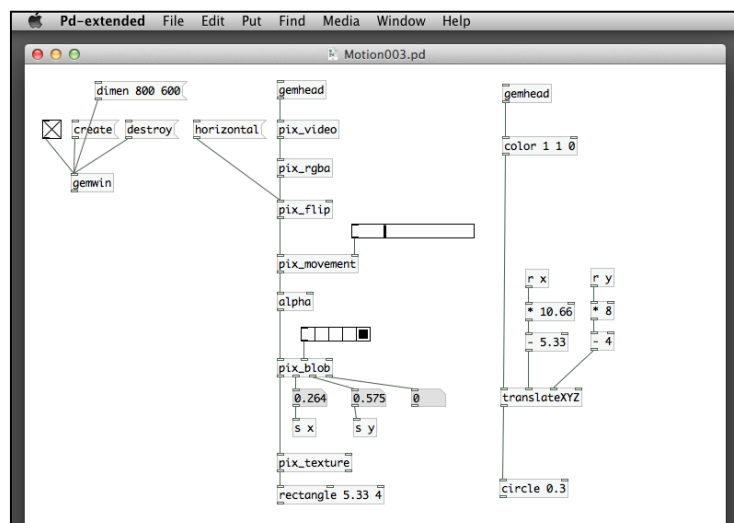 Pd-extended File Edit Put Find Media Window Help
Motion003.pd
dimen 800 600
create
destroy
horizontal
gemwin
gemhead
pix_video
pix_rgba
pix_flip
pix_movement
alpha
pix_blob
0.264
0.575
0
s x
s y
pix_texture
rectangle 5.33 4
gemhead
color 1 1 0
r x
r y
* 10.66
* 8
- 5.33
- 4
translateXYZ
circle 0.3